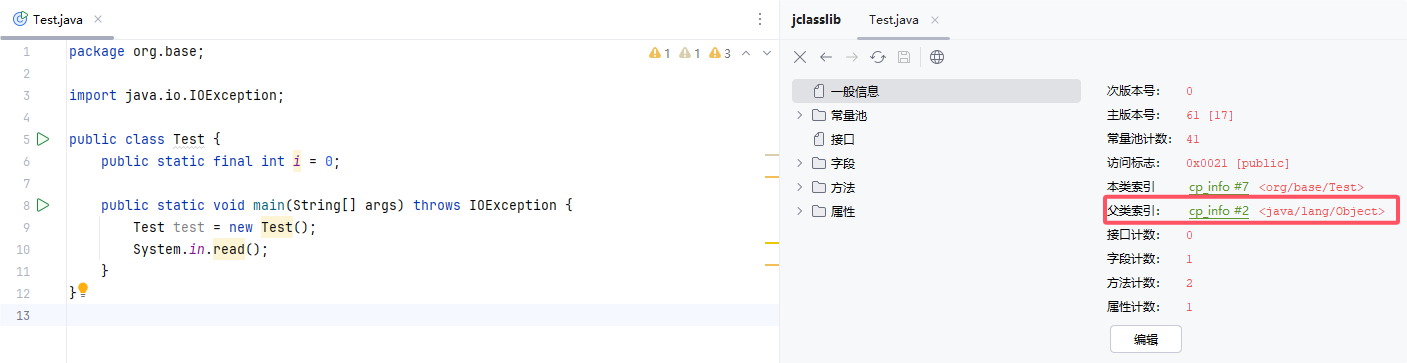 Test.java
1 package org.base;
2
3 import java.io.IOException;
4
5 public class Test {
6 public static final int i = 0;
7
8 public static void main(String[] args) throws IOException {
9 Test test = new Test();
10 System.in.read();
11 }
12 }
13
1 1 3
jclasslib Test.java
一般信息
常量池
接口
字段
方法
属性
次版本号: 0
主版本号: 61 [17]
常量池计数: 41
访问标志: 0x0021 [public]
本类索引 cp_info #7 <org/base/Test>
父类索引: cp_info #2 <java/lang/Object>
接口计数: 0
字段计数: 1
方法计数: 2
属性计数: 1
编辑